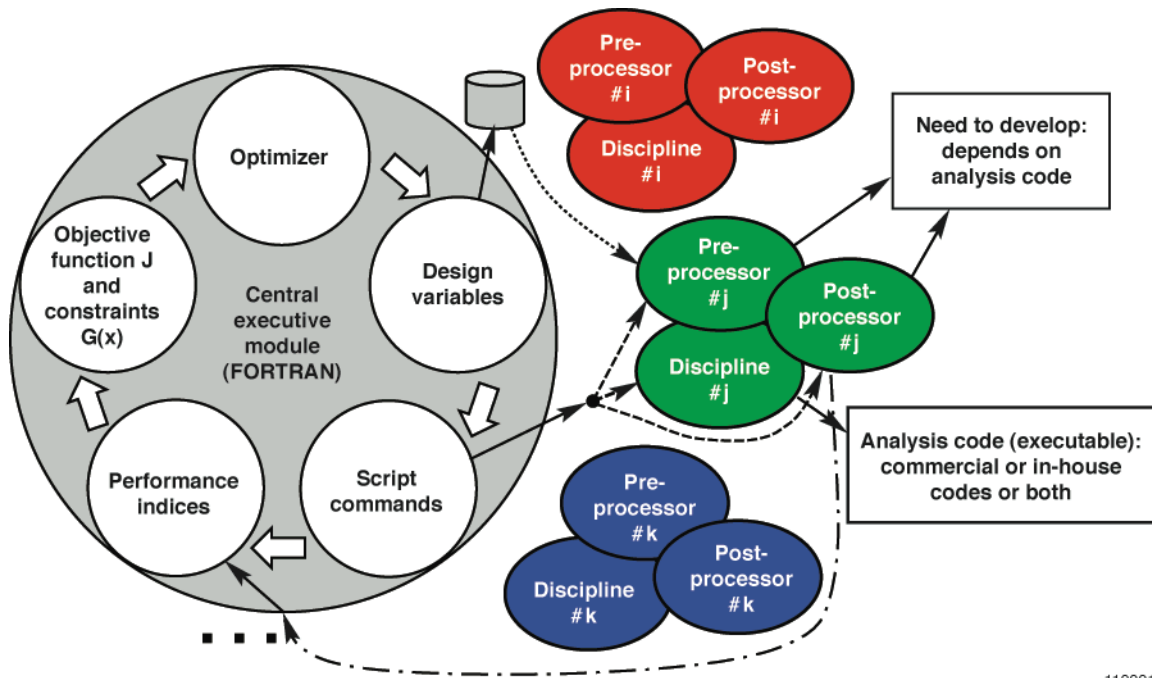 Optimizer
Design
variables
Script
commands
Performance
indices
Objective
function J
and
constraints
G(x)
Central
executive
module
(FORTRAN)
Pre-
processor
#i
Post-
processor
#i
Discipline
#i
Pre-
processor
#j
Post-
processor
#j
Discipline
#j
Pre-
processor
#k
Post-
processor
#k
Discipline
#k
Need to develop:
depends on
analysis code
Analysis code (executable):
commercial or in-house
codes or both